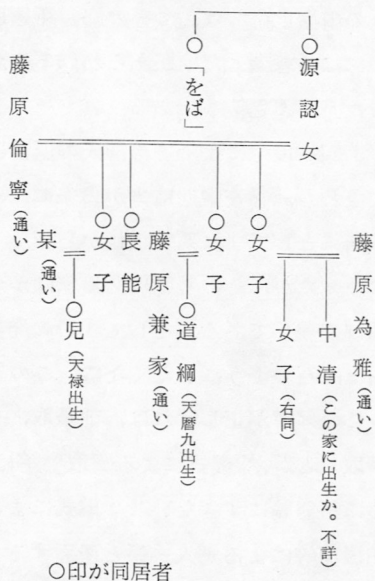 藤原為雅(通い)
中清(この家に出生か。不詳)
女子(右同)
○源認女
○女子
○女子
○道綱(天暦九出生)
藤原兼家(通い)
○「をば」
○長能
○女子
○児(天禄出生)
某(通い)
藤原倫寧(通い)
○印が同居者